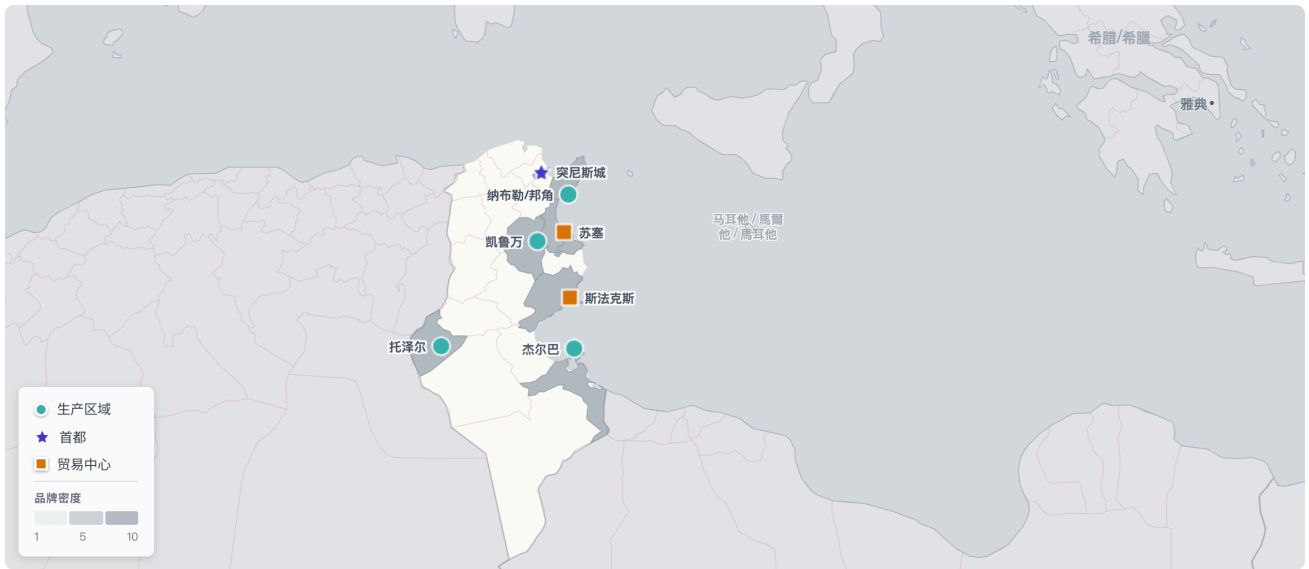 希腊/希臘
雅典
突尼斯城
纳布勒/邦角
马耳他/馬爾
他/馬耳他
苏塞
凯鲁万
斯法克斯
托泽尔
杰尔巴
生产区域
首都
贸易中心
品牌密度
1 5 10